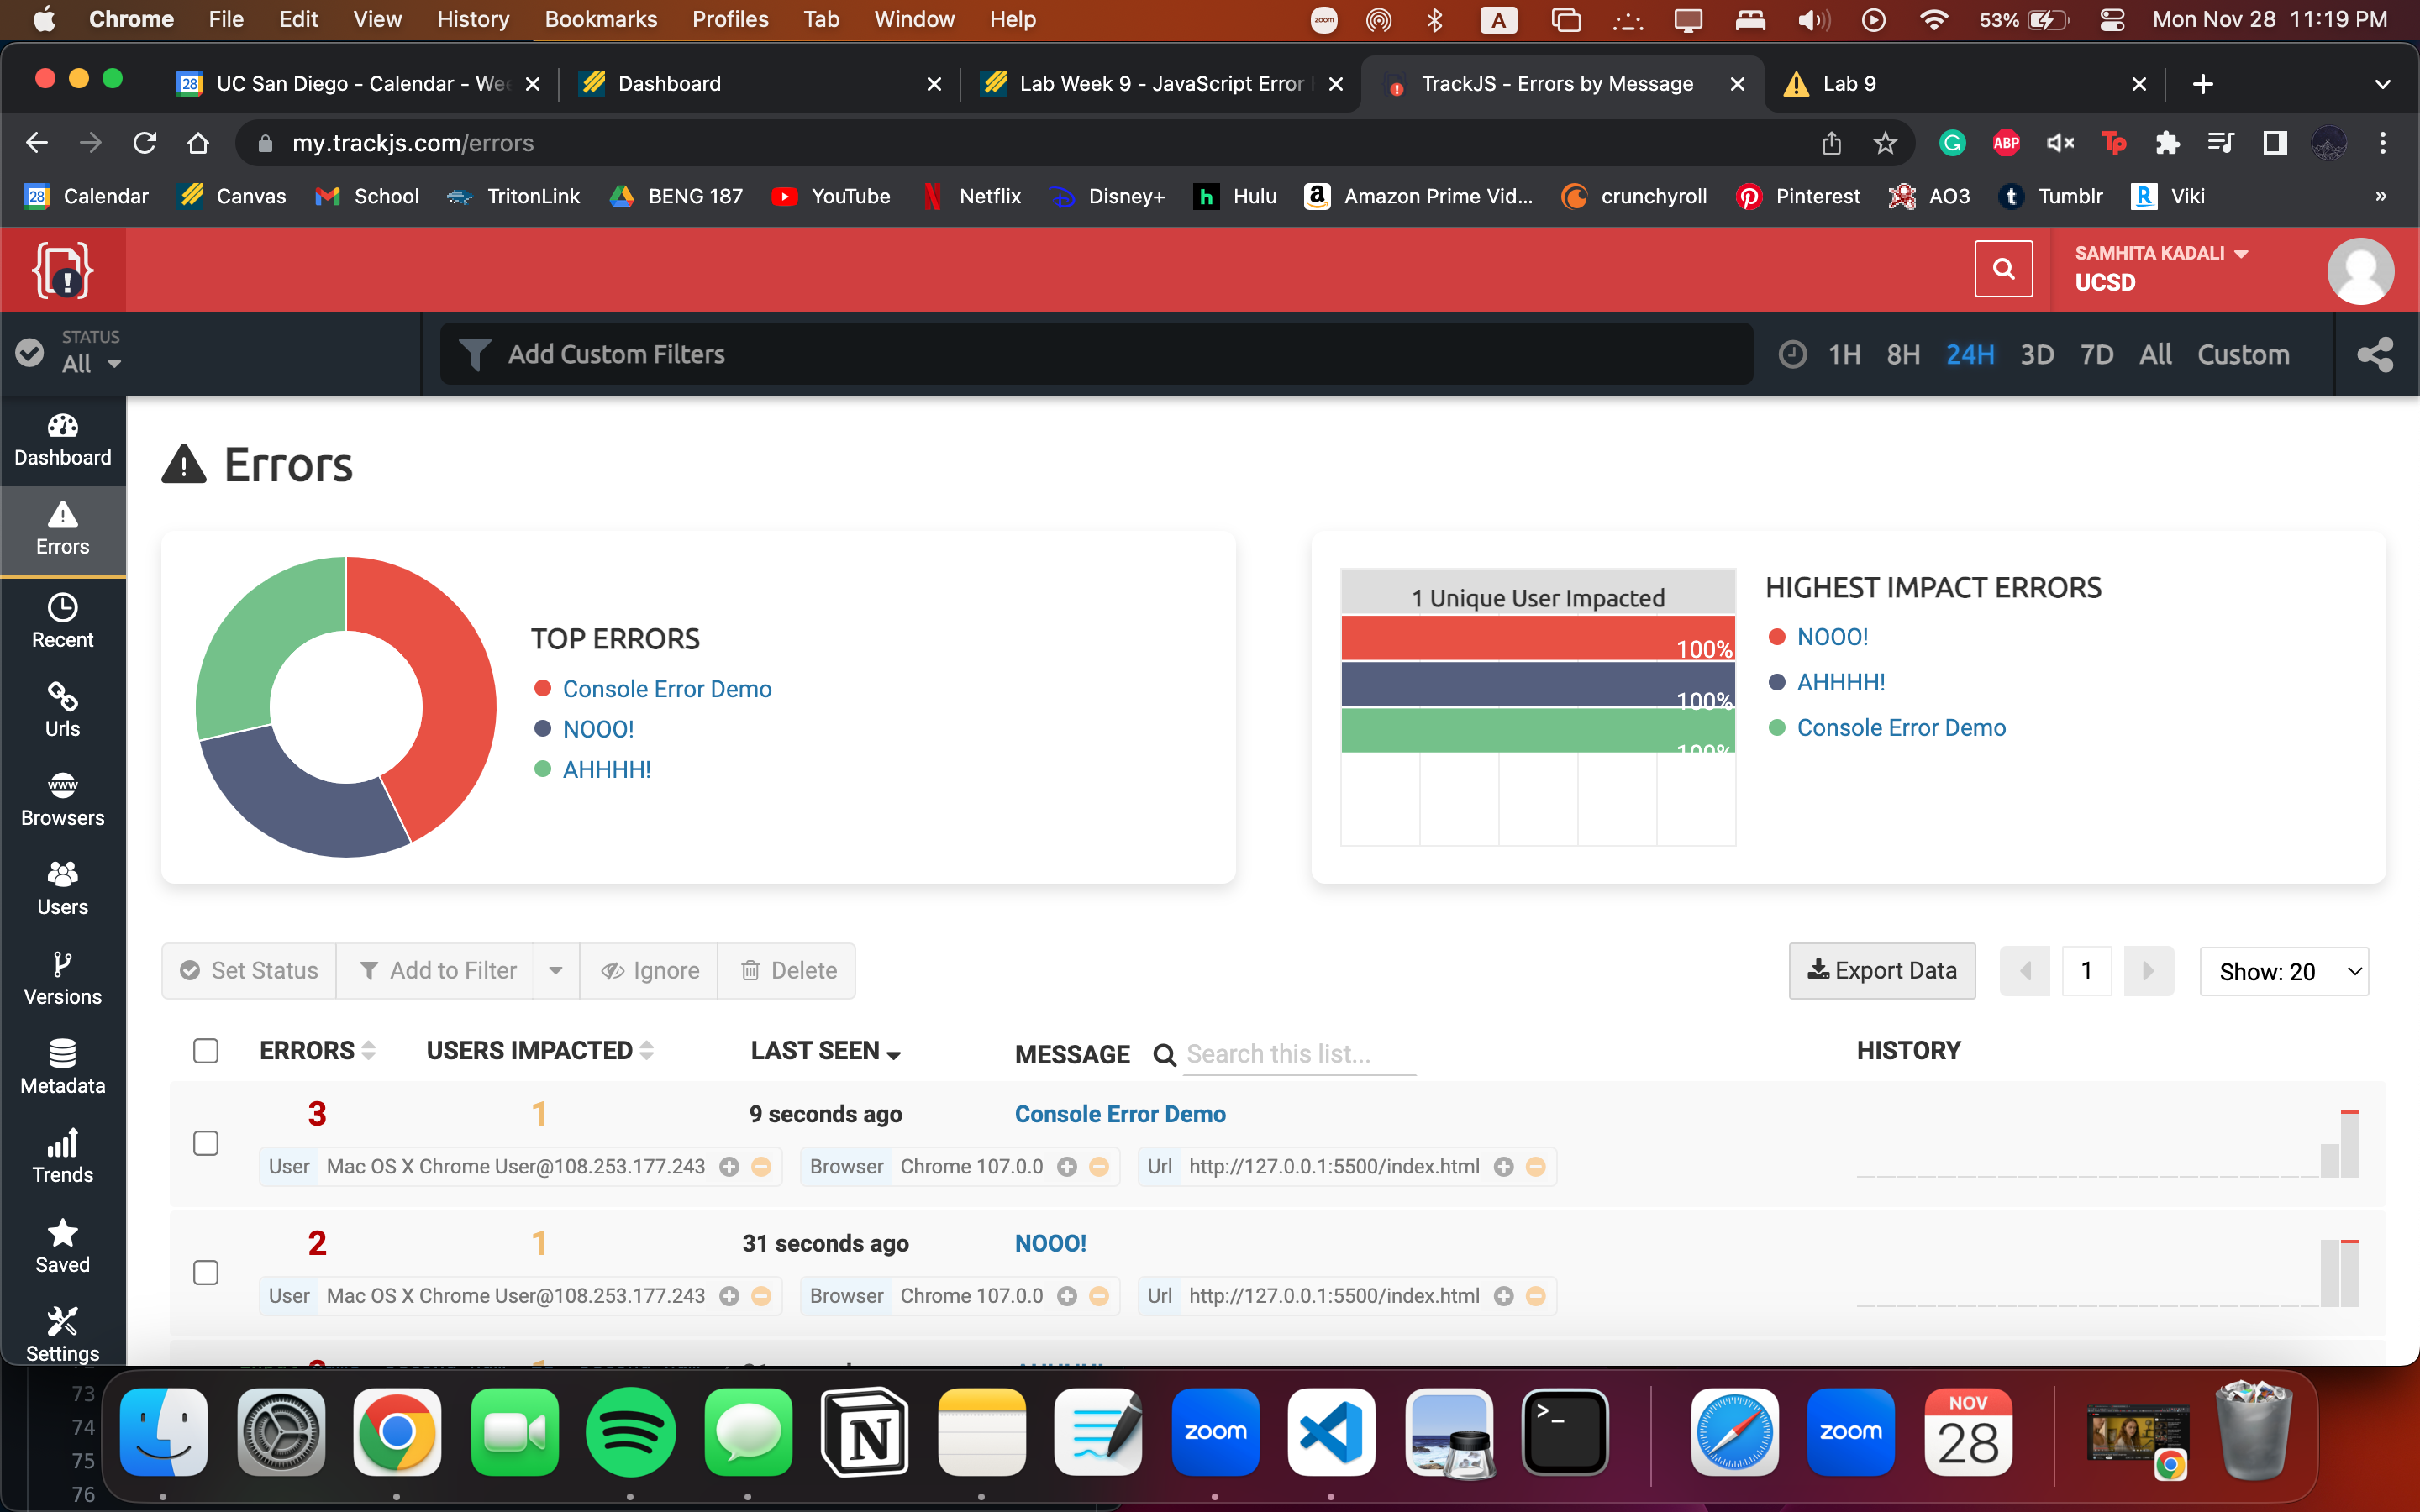 Chrome File Edit View History Bookmarks Profiles Tab Window Help zoom A 53% Mon Nov 28 11:19 PM
28 UC San Diego - Calendar - We Dashboard Lab Week 9 - JavaScript Error TrackJS - Errors by Message Lab 9
my.trackjs.com/errors ABP Tp
28 Calendar Canvas School TritonLink BENG 187 YouTube Netflix Disney+ h Hulu a Amazon Prime Vid... crunchyroll Pinterest AO3 t Tumblr R Viki »
SAMHITA KADALI
UCSD
STATUS
All
Add Custom Filters
1H 8H 24H 3D 7D All Custom
Dashboard
Errors
Recent
Urls
www
Browsers
Users
Versions
Metadata
Trends
Saved
Settings
Errors
TOP ERRORS
Console Error Demo
NOOO!
AHHHH!
1 Unique User Impacted
100%
100%
100%
HIGHEST IMPACT ERRORS
NOOO!
AHHHH!
Console Error Demo
Set Status Add to Filter Ignore Delete
Export Data 1 Show: 20
ERRORS USERS IMPACTED LAST SEEN MESSAGE Search this list... HISTORY
3 1 9 seconds ago Console Error Demo
User Mac OS X Chrome User@108.253.177.243 Browser Chrome 107.0.0 Url http://127.0.0.1:5500/index.html
2 1 31 seconds ago NOOO!
User Mac OS X Chrome User@108.253.177.243 Browser Chrome 107.0.0 Url http://127.0.0.1:5500/index.html
73
74
75
76
zoom
zoom
NOV
28